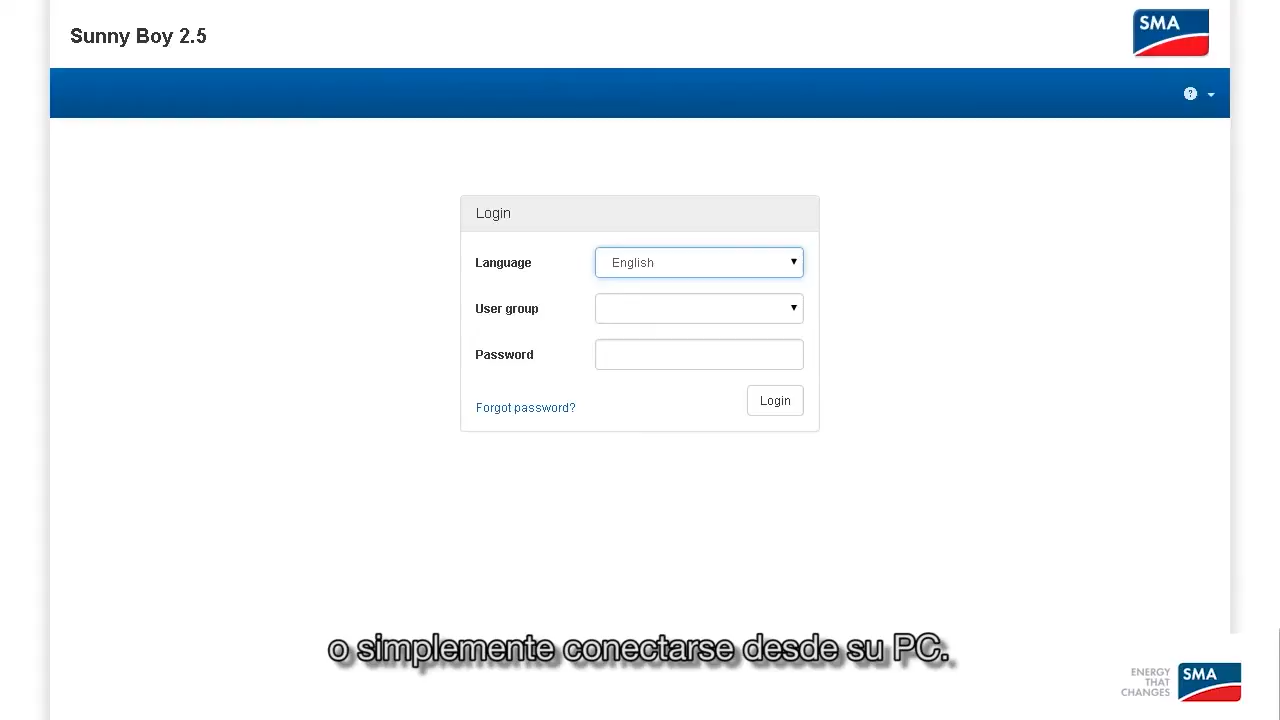 Sunny Boy 2.5
SMA
?
Login
Language
English
User group
Password
Forgot password?
Login
o simplemente conectarse desde su PC.
ENERGY
THAT
CHANGES
SMA